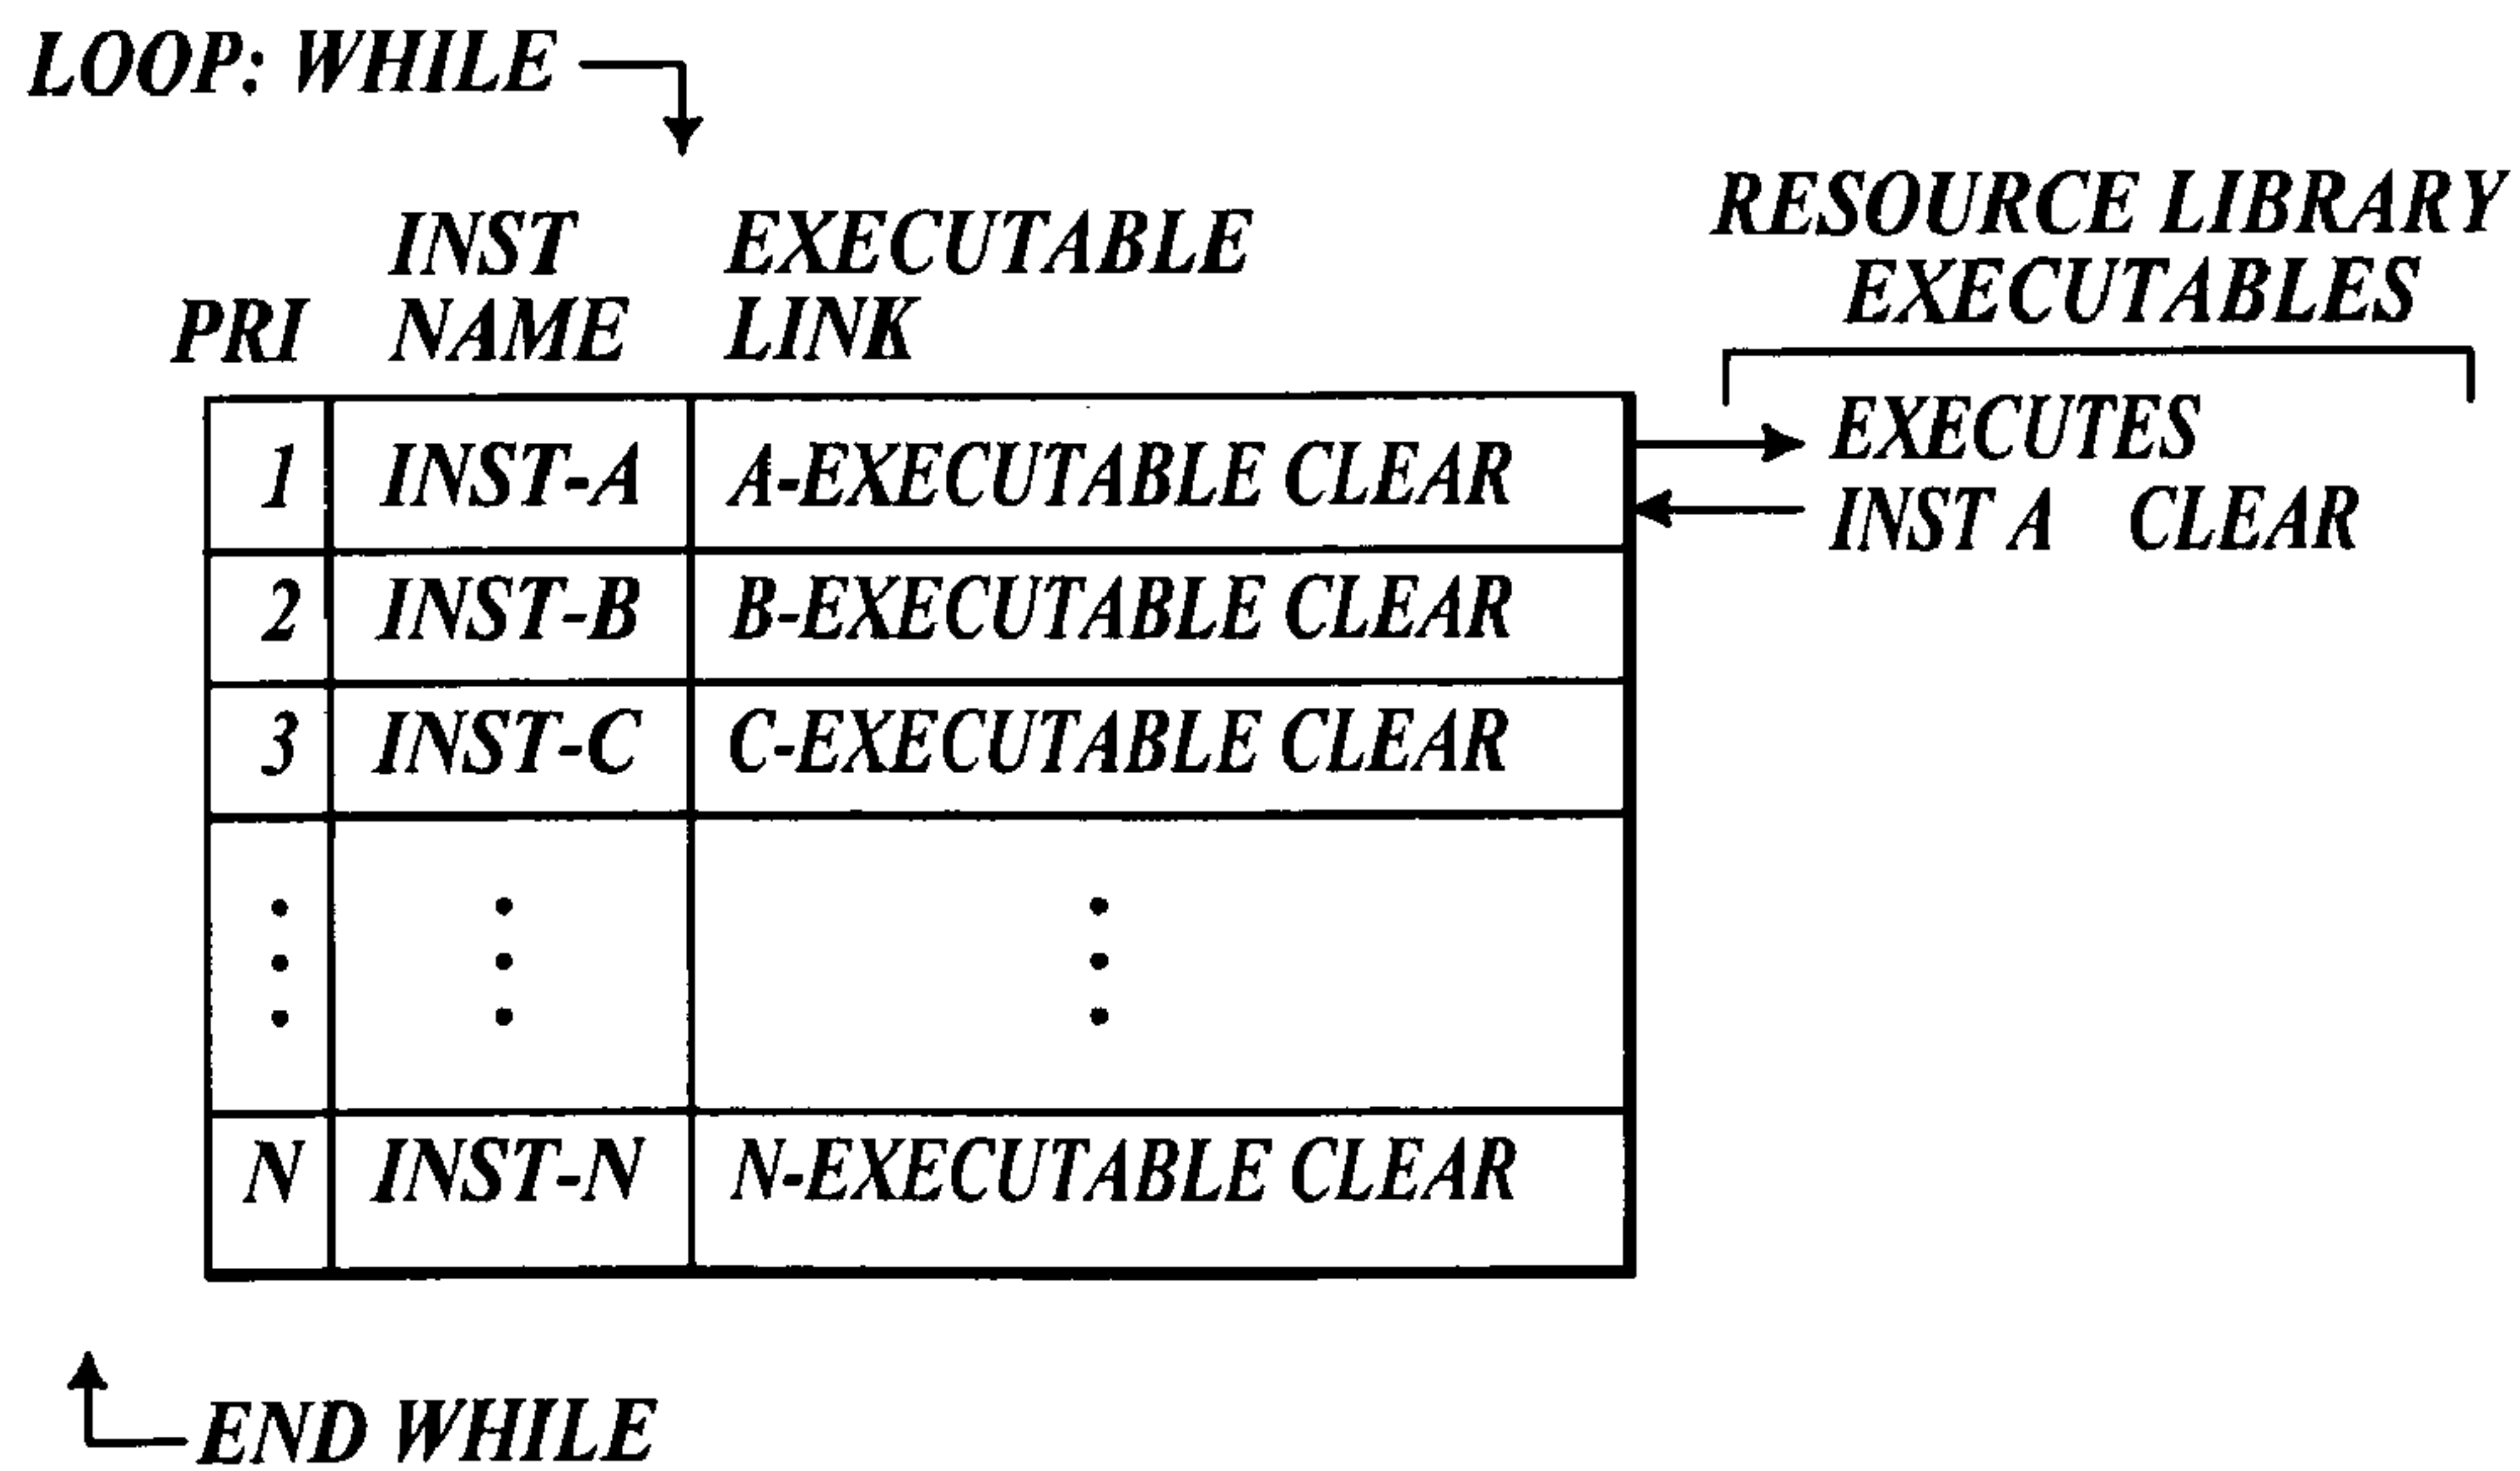 LOOP: WHILE
RESOURCE LIBRARY
EXECUTABLES
INST
NAME
EXECUTABLE
LINK
PRI
1 INST-A A-EXECUTABLE CLEAR
EXECUTES
INST A CLEAR
2 INST-B B-EXECUTABLE CLEAR
3 INST-C C-EXECUTABLE CLEAR
N INST-N N-EXECUTABLE CLEAR
END WHILE